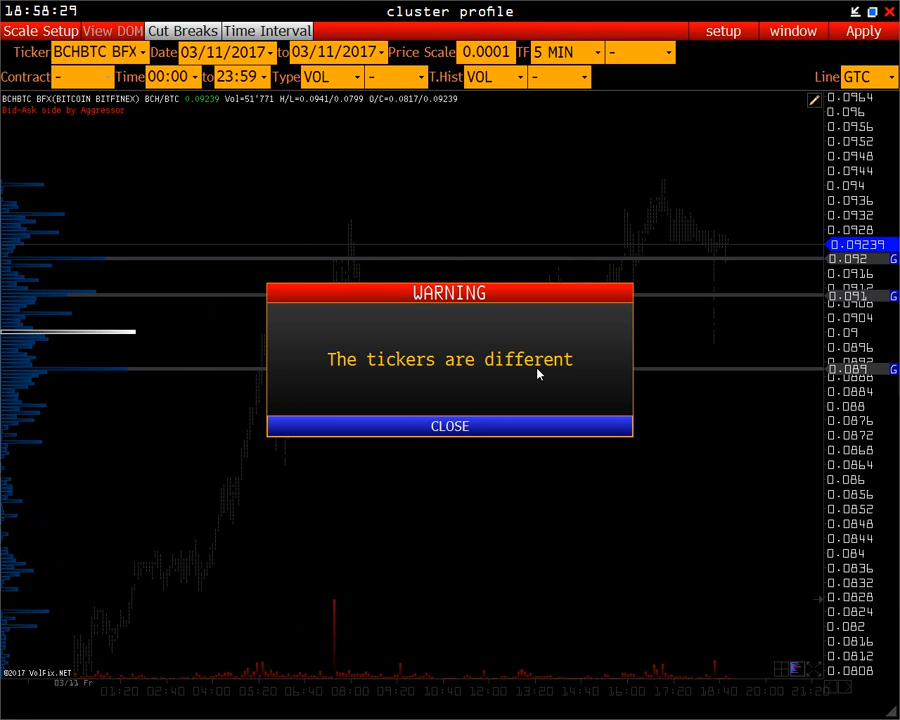 18:58:29 cluster profile
Scale Setup View DOM Cut Breaks Time Interval setup window Apply
Ticker BCHBTC BFX Date 03/11/2017 to 03/11/2017 Price Scale 0.0001 TF 5 MIN -
Contract - Time 00:00 to 23:59 Type VOL - T.Hist VOL - Line GTC
BCHBTC BFX(BITCOIN BITFINEX) BCH/BTC 0.09239 Vol=51'771 H/L=0.0941/0.0799 O/C=0.0817/0.09239
Bid-Ask side by Aggressor
0.0964
0.096
0.0956
0.0952
0.0948
0.0944
0.094
0.0936
0.0932
0.0928
0.09239
0.092 G
0.0916
0.0912
0.091 G
0.0908
0.0904
0.09
0.0896
0.0892
0.089 G
0.0888
0.0884
0.088
0.0876
0.0872
0.0868
0.0864
0.086
0.0856
0.0852
0.0848
0.0844
0.084
0.0836
0.0832
0.0828
0.0824
0.082
0.0816
0.0812
0.0808
WARNING
The tickers are different
CLOSE
©2017 VolFix.NET
03/11 Fr 01:20 02:40 04:00 05:20 06:40 08:00 09:20 10:40 12:00 13:20 14:40 16:00 17:20 18:40 20:00 21:20